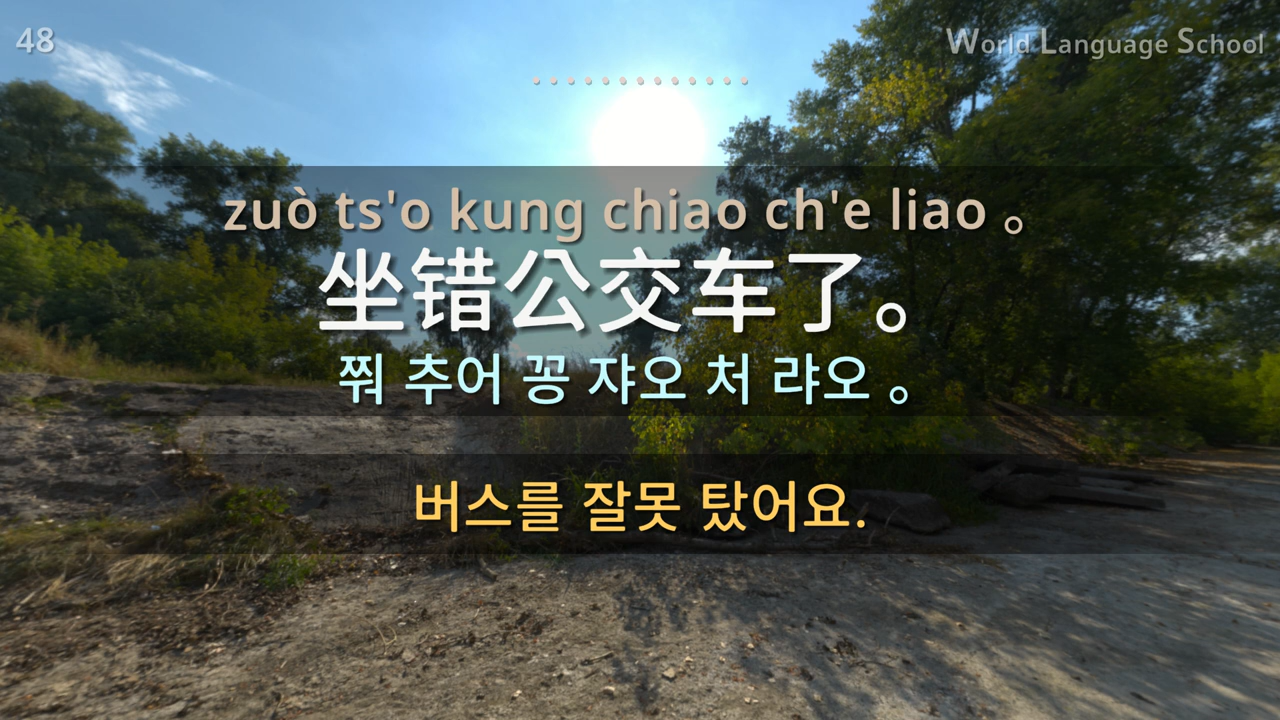 48
World Language School
zuò ts'o kung chiao ch'e liao 。
坐错公交车了。
쭤 추어 꽁 쟈오 처 랴오 。
버스를 잘못 탔어요.